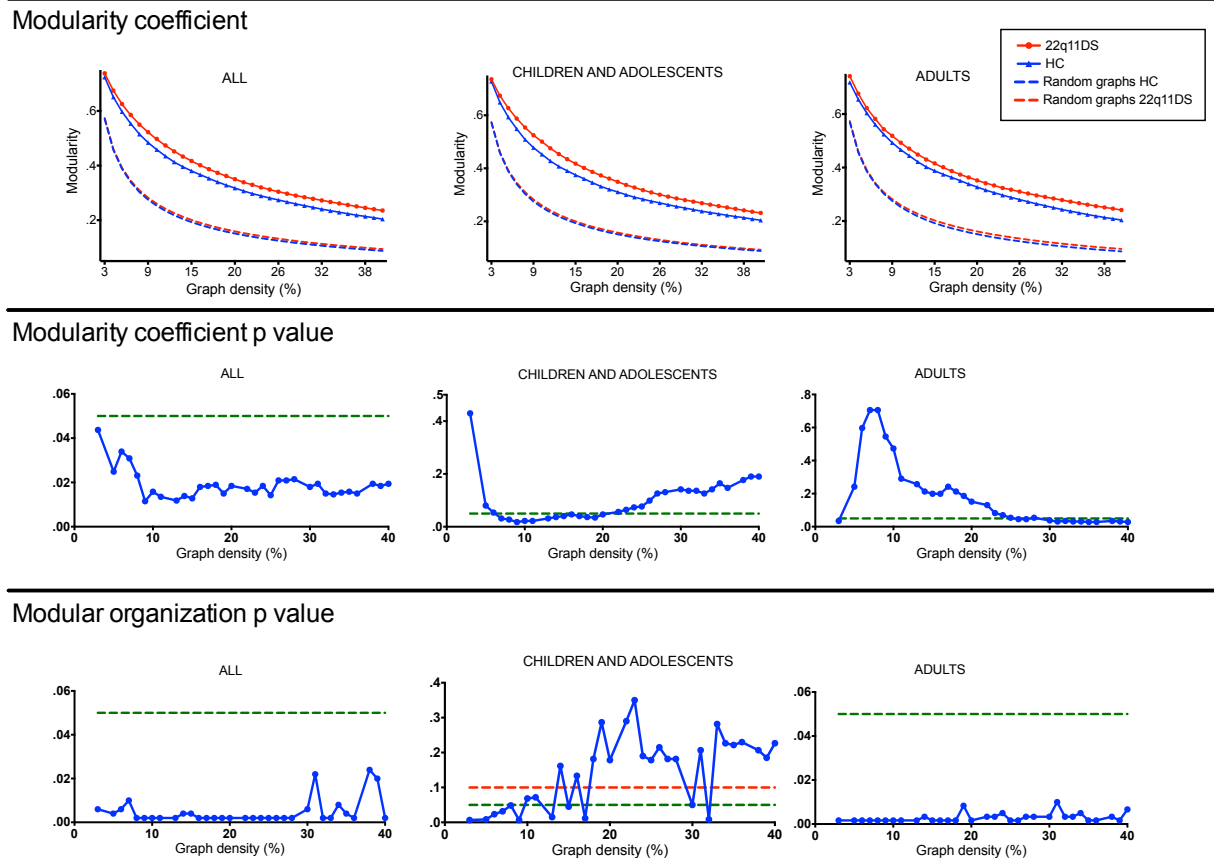 Modularity coefficient
22q11DS
HC
Random graphs HC
Random graphs 22q11DS
ALL
CHILDREN AND ADOLESCENTS
ADULTS
Modularity
.6
.4
.2
3 9 15 20 26 32 38
Graph density (%)
Modularity
.6
.4
.2
3 9 15 20 26 32 38
Graph density (%)
Modularity
.6
.4
.2
3 9 15 20 26 32 38
Graph density (%)
Modularity coefficient p value
ALL
CHILDREN AND ADOLESCENTS
ADULTS
.06
.04
.02
.00
0 10 20 30 40
Graph density (%)
.5
.4
.2
.0
0 10 20 30 40
Graph density (%)
.8
.6
.4
.2
.0
0 10 20 30 40
Graph density (%)
Modular organization p value
ALL
CHILDREN AND ADOLESCENTS
ADULTS
.06
.04
.02
.00
0 10 20 30 40
Graph density (%)
.4
.3
.2
.1
.0
0 10 20 30 40
Graph density (%)
.06
.04
.02
.00
0 10 20 30 40
Graph density (%)